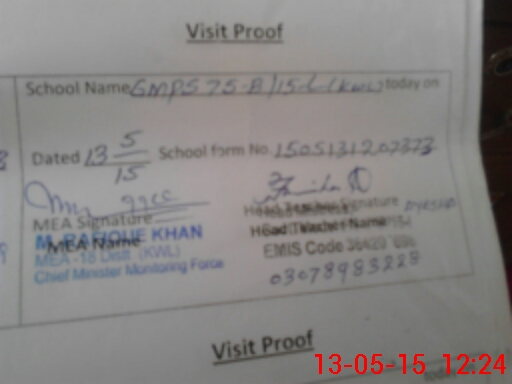 Visit Proof
School Name GMPS 75-B/15-L (KWL) today on
Dated 13 5/15 School form No. 1505131207373
MEA Signature
Head Teacher Signature
M. RAFIQUE KHAN
MEA Name
Head Teacher Name
MEA -16 Distt. (KWL)
EMIS Code
Chief Minister Monitoring Force
03078983228
Visit Proof
13-05-15 12:24